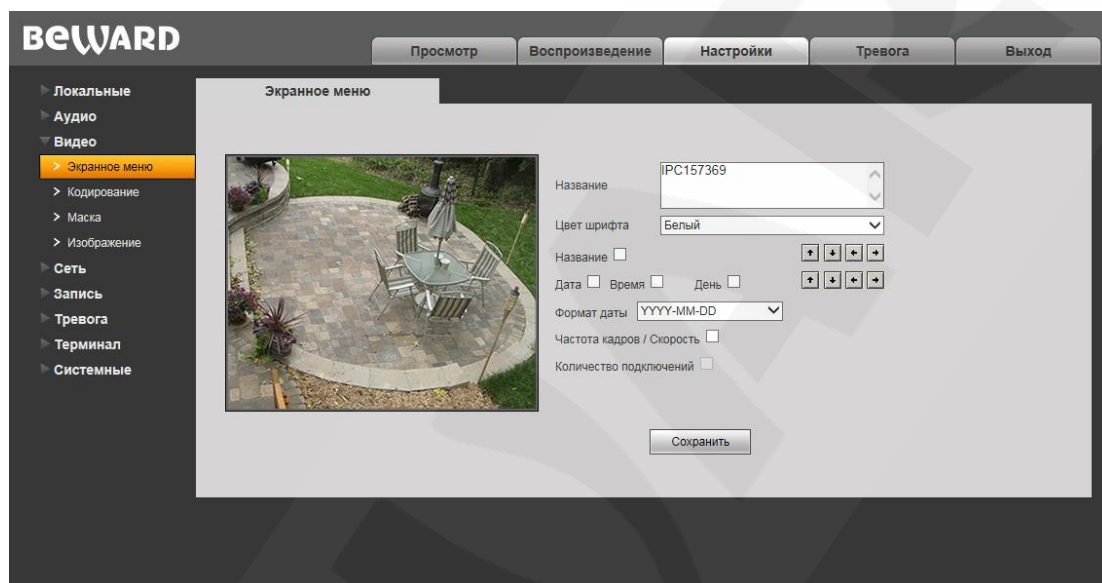 BEWARD
Просмотр
Воспроизведение
Настройки
Тревога
Выход
Локальные
Аудио
Видео
Экранное меню
Кодирование
Маска
Изображение
Сеть
Запись
Тревога
Терминал
Системные
Экранное меню
Название
IPC157369
Цвет шрифта
Белый
Название
Дата Время День
Формат даты YYYY-MM-DD
Частота кадров / Скорость
Количество подключений
Сохранить